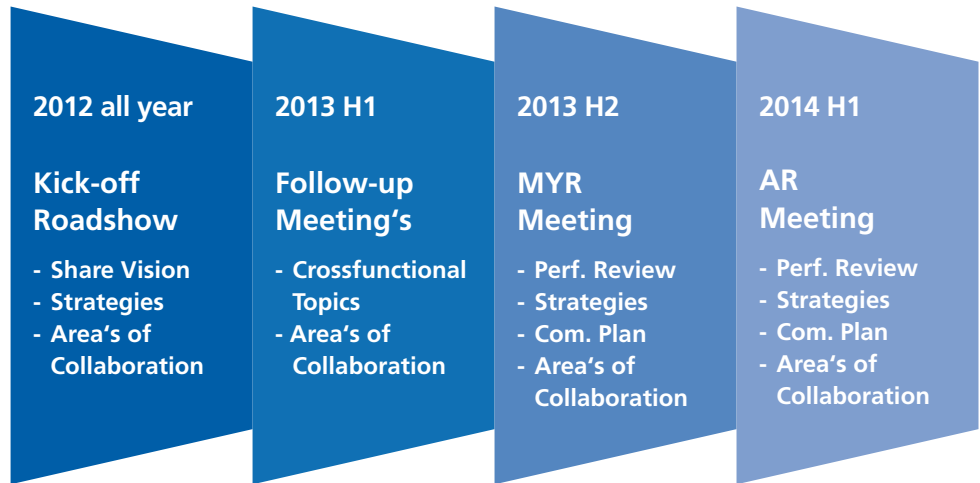 2012 all year
Kick-off
Roadshow
- Share Vision
- Strategies
- Area‘s of
Collaboration
2013 H1
Follow-up
Meeting‘s
- Crossfunctional
Topics
- Area‘s of
Collaboration
2013 H2
MYR
Meeting
- Perf. Review
- Strategies
- Com. Plan
- Area‘s of
Collaboration
2014 H1
AR
Meeting
- Perf. Review
- Strategies
- Com. Plan
- Area‘s of
Collaboration